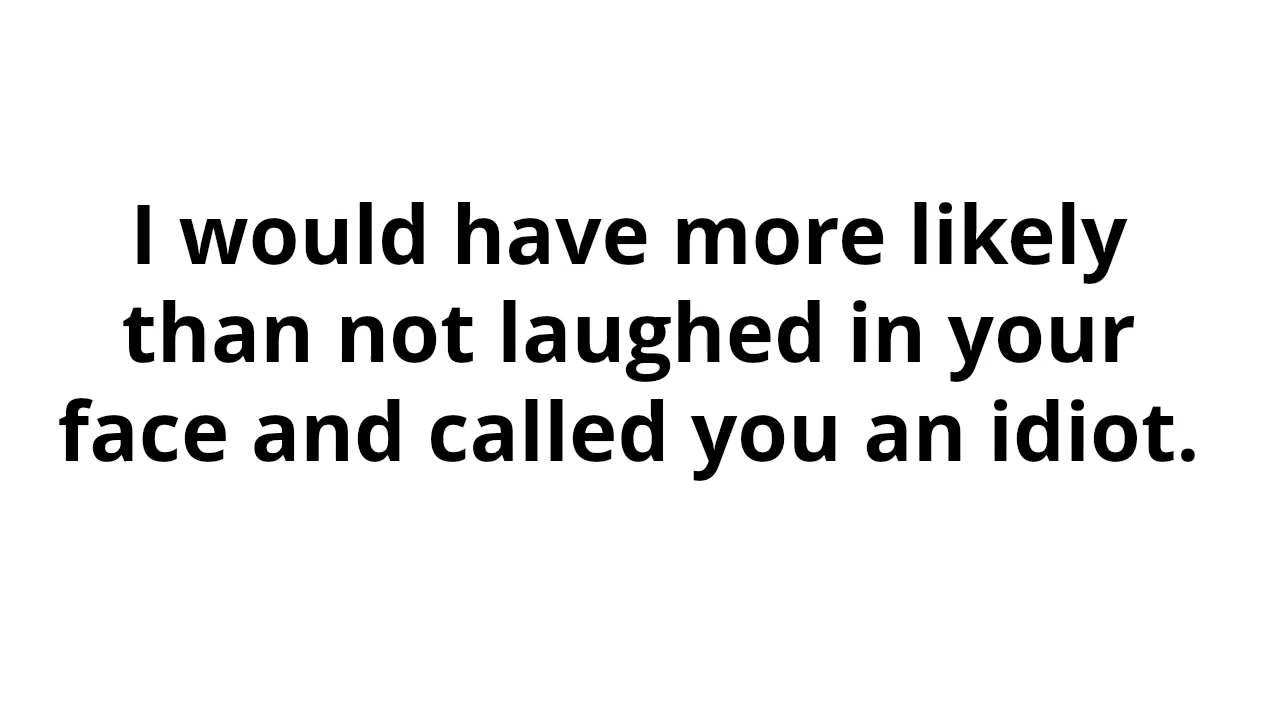 I would have more likely
than not laughed in your
face and called you an idiot.